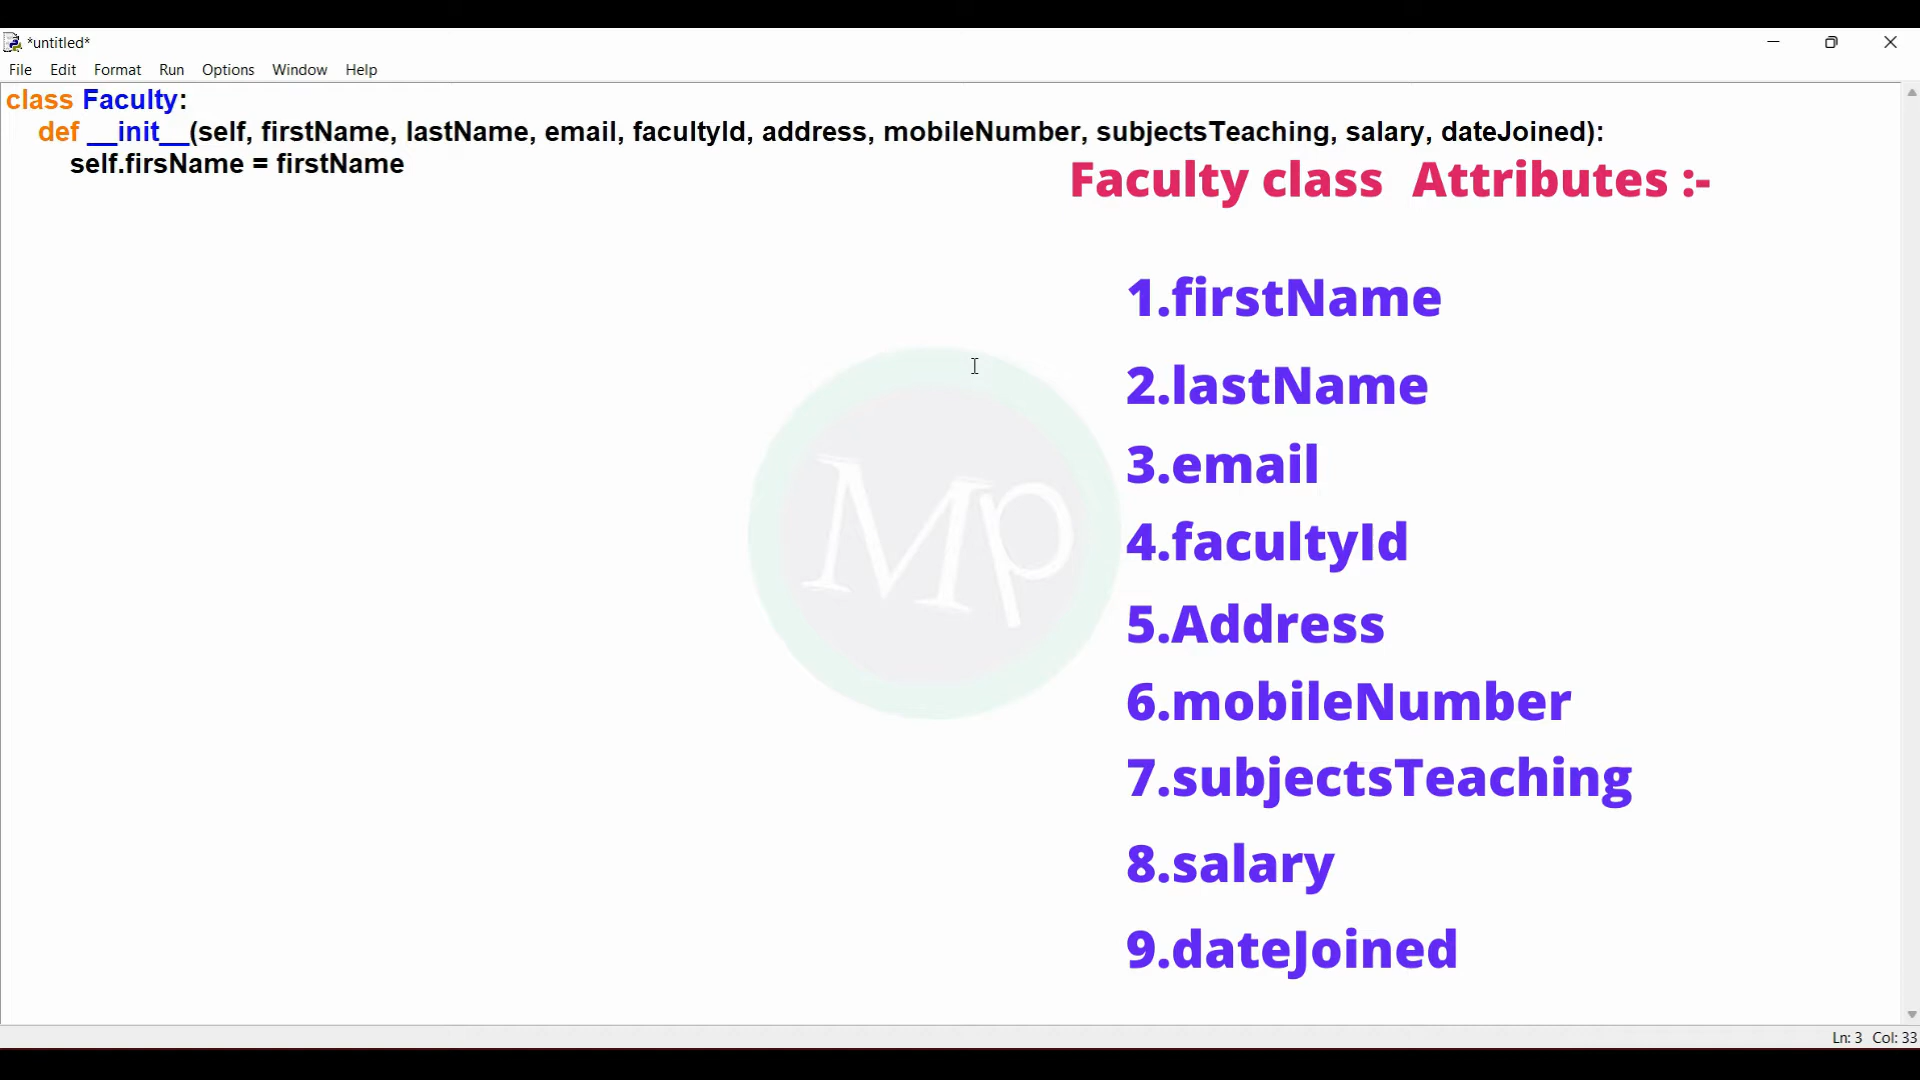 *untitled*
File Edit Format Run Options Window Help
class Faculty:
def __init__(self, firstName, lastName, email, facultyId, address, mobileNumber, subjectsTeaching, salary, dateJoined):
self.firsName = firstName
Faculty class Attributes :-
1.firstName
2.lastName
3.email
4.facultyId
5.Address
6.mobileNumber
7.subjectsTeaching
8.salary
9.dateJoined
Mp
Ln: 3 Col: 33